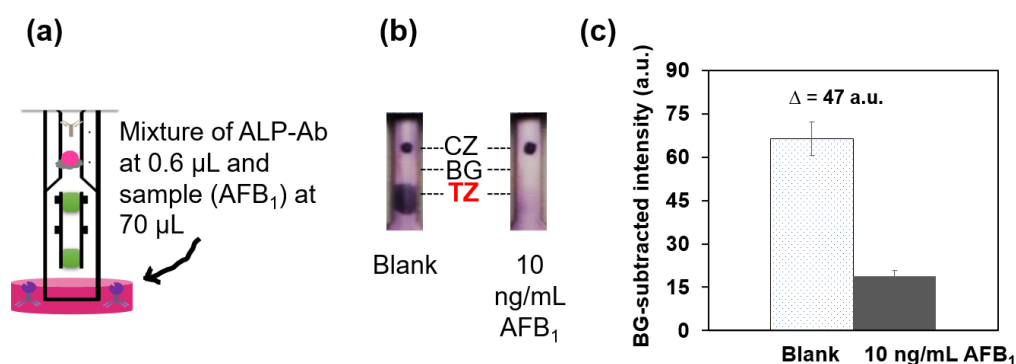 (a)
Mixture of ALP-Ab
at 0.6 µL and
sample (AFB₁) at
70 µL
(b)
CZ
BG
TZ
Blank
10
ng/mL
AFB₁
(c)
BG-subtracted intensity (a.u.)
90
75
60
45
30
15
0
Δ = 47 a.u.
Blank
10 ng/mL AFB₁